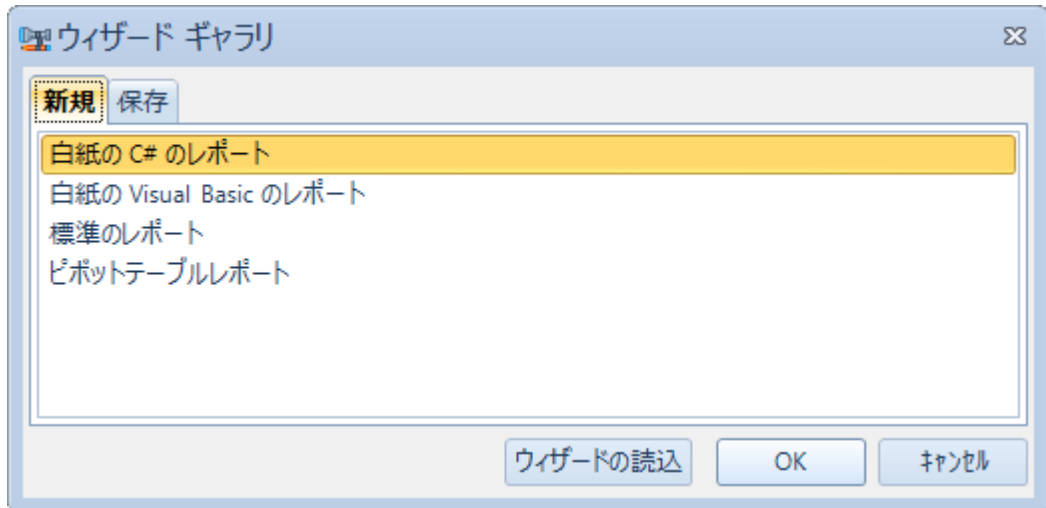 ウィザード ギャラリ
新規 保存
白紙の C# のレポート
白紙の Visual Basic のレポート
標準のレポート
ピボットテーブルレポート
ウィザードの読込 OK ｷｬﾝｾﾙ